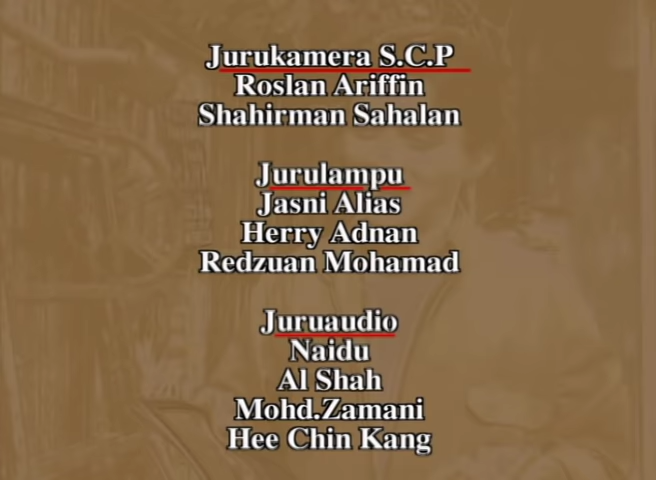 Jurukamera S.C.P
Roslan Ariffin
Shahirman Sahalan
Jurulampu
Jasni Alias
Herry Adnan
Redzuan Mohamad
Juruaudio
Naidu
Al Shah
Mohd.Zamani
Hee Chin Kang